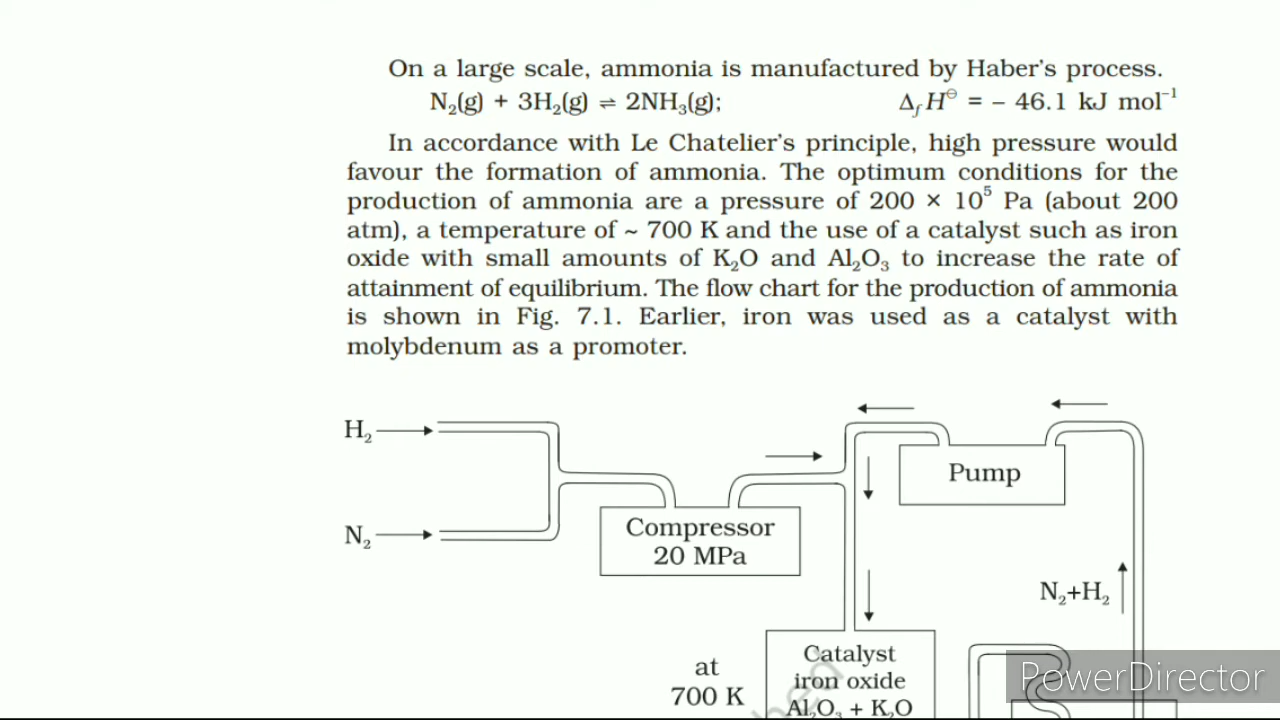 On a large scale, ammonia is manufactured by Haber's process.
N₂(g) + 3H₂(g) ⇌ 2NH₃(g); Δ𝑓H⊖ = – 46.1 kJ mol⁻¹
In accordance with Le Chatelier's principle, high pressure would
favour the formation of ammonia. The optimum conditions for the
production of ammonia are a pressure of 200 × 10⁵ Pa (about 200
atm), a temperature of ~ 700 K and the use of a catalyst such as iron
oxide with small amounts of K₂O and Al₂O₃ to increase the rate of
attainment of equilibrium. The flow chart for the production of ammonia
is shown in Fig. 7.1. Earlier, iron was used as a catalyst with
molybdenum as a promoter.
H₂
Pump
N₂
Compressor
20 MPa
N₂+H₂
at
700 K
Catalyst
iron oxide
Al₂O₃ + K₂O
PowerDirector